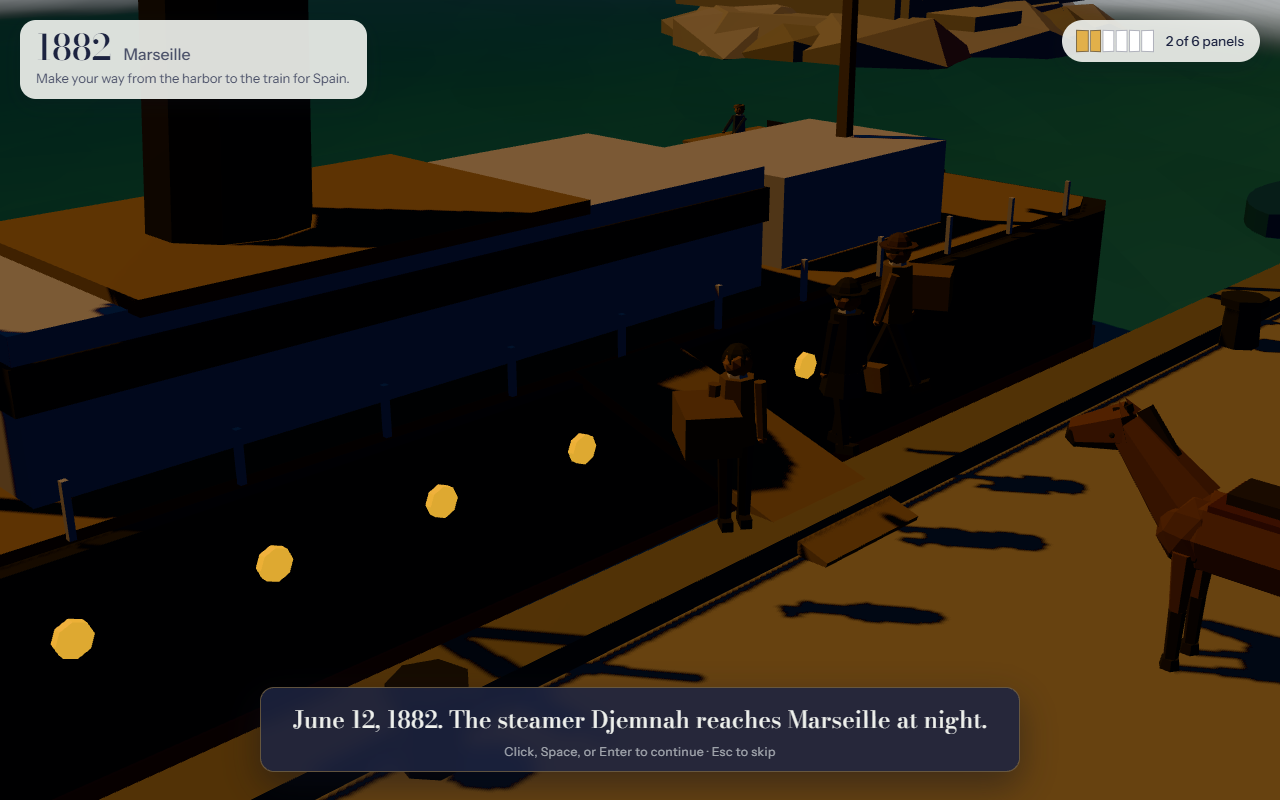 1882 Marseille
Make your way from the harbor to the train for Spain.
2 of 6 panels
June 12, 1882. The steamer Djemnah reaches Marseille at night.
Click, Space, or Enter to continue · Esc to skip